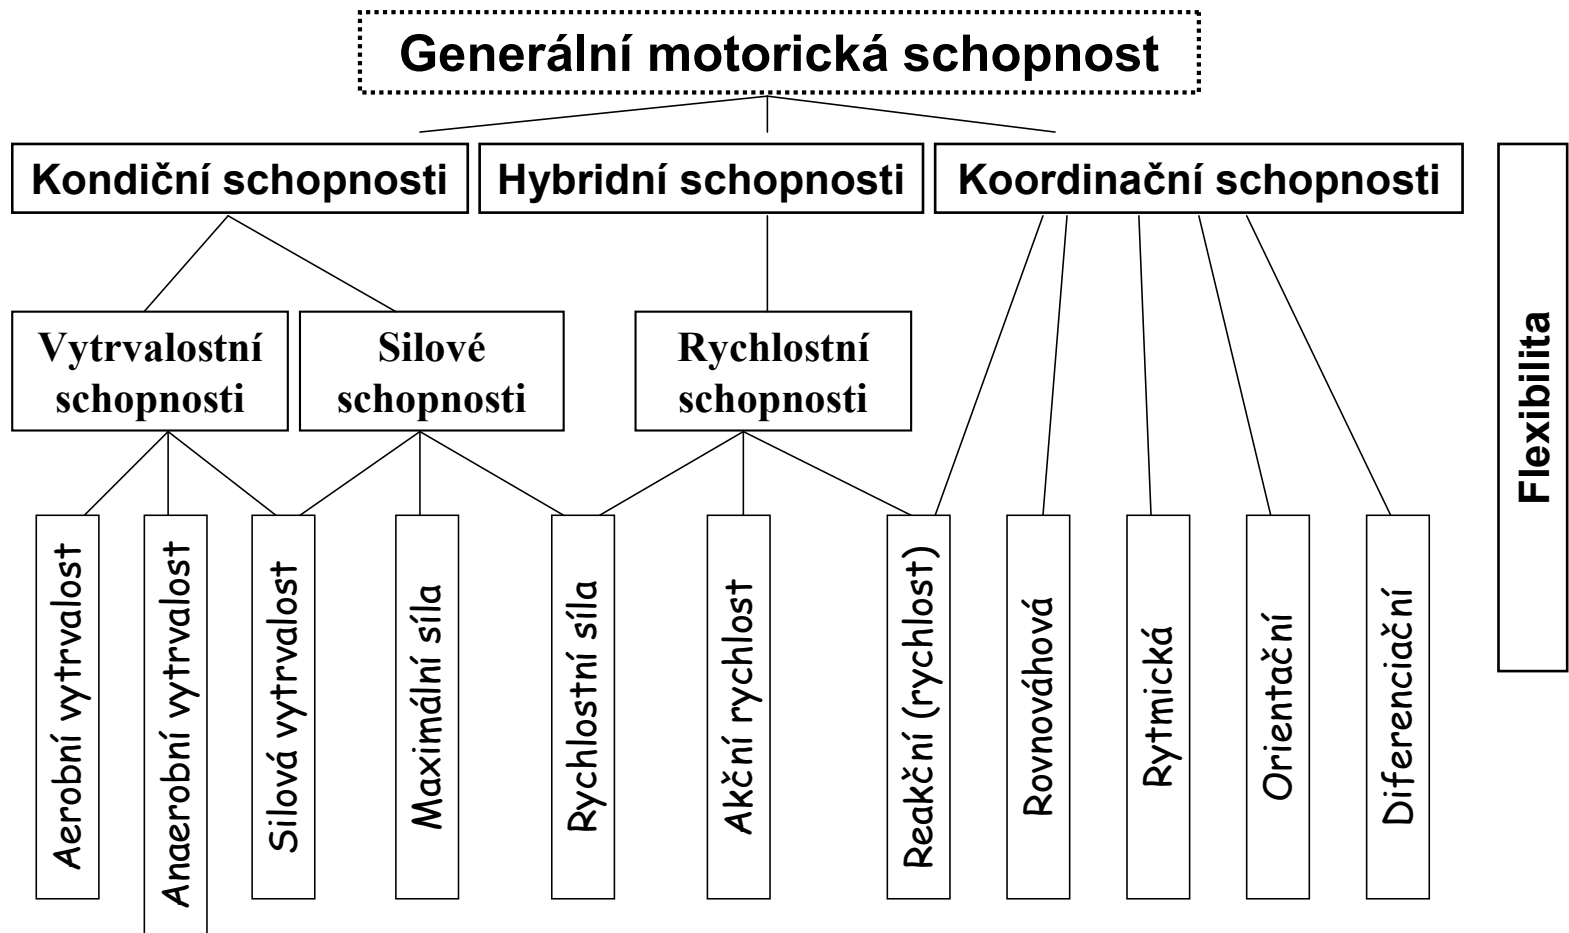 Generální motorická schopnost
Kondiční schopnosti
Hybridní schopnosti
Koordinační schopnosti
Flexibilita
Vytrvalostní
schopnosti
Silové
schopnosti
Rychlostní
schopnosti
Aerobní vytrvalost
Anaerobní vytrvalost
Silová vytrvalost
Maximální síla
Rychlostní síla
Akční rychlost
Reakční (rychlost)
Rovnováhová
Rytmická
Orientační
Diferenciační